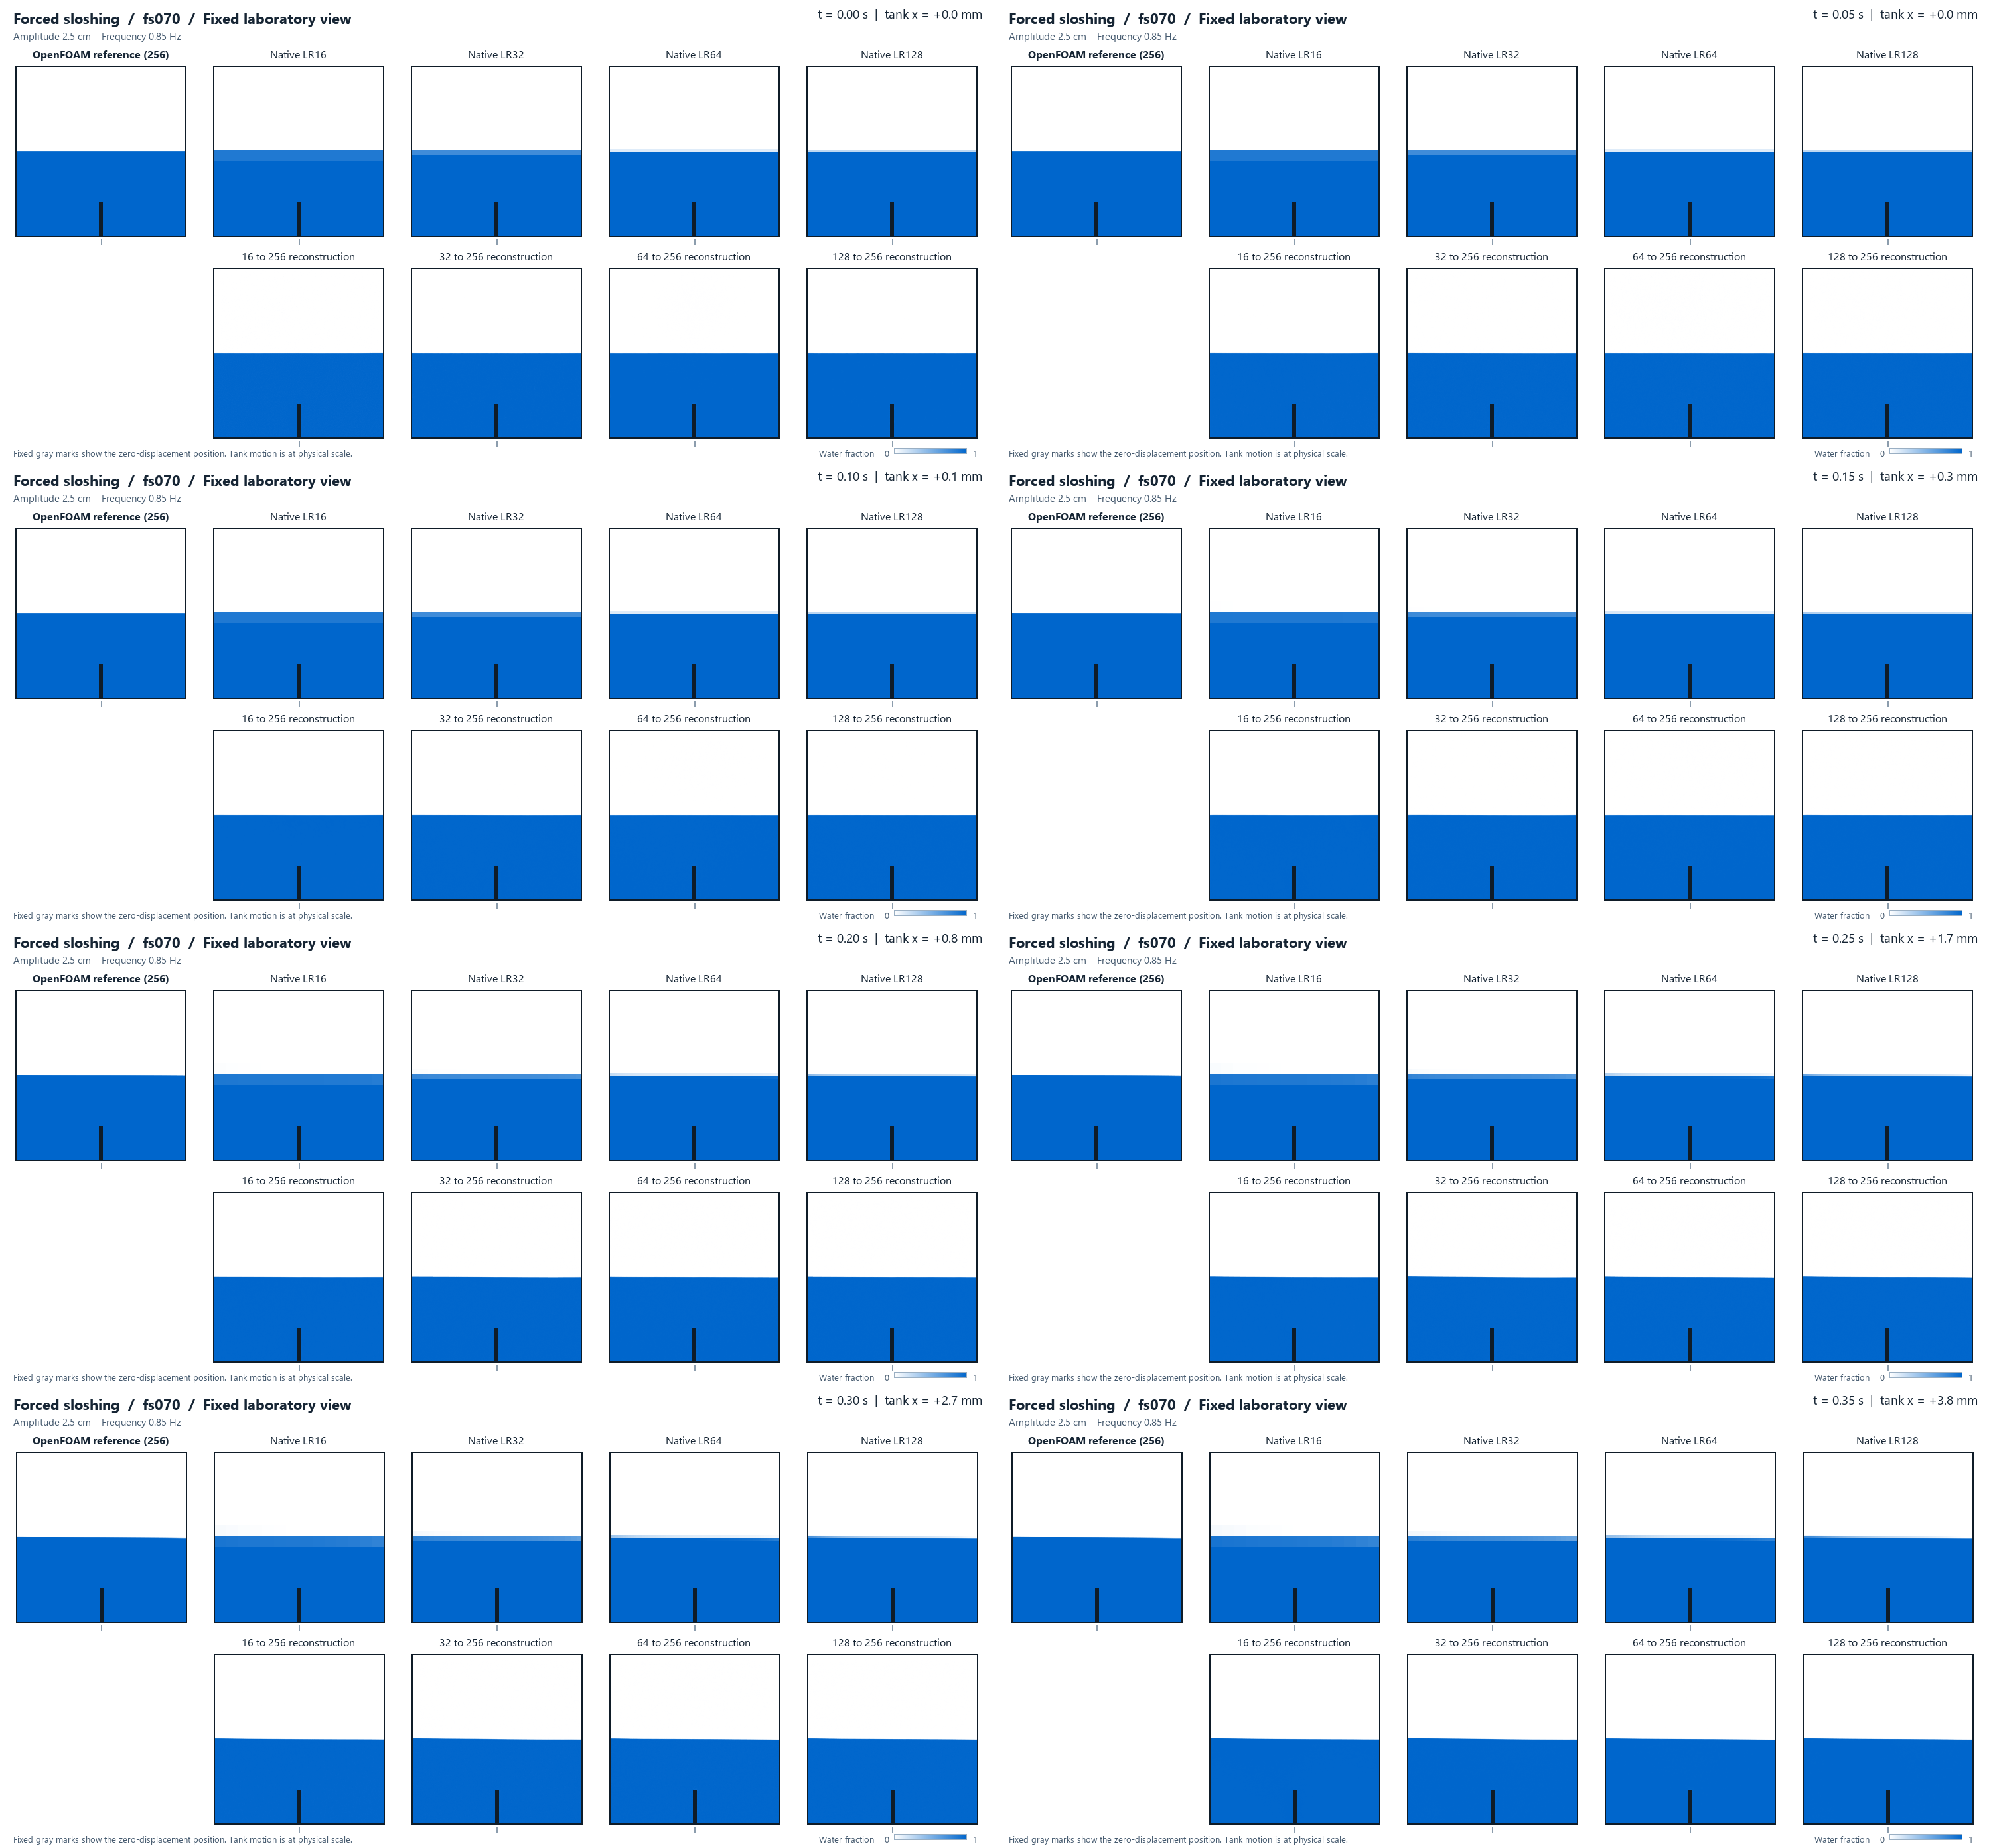 Forced sloshing / fs070 / Fixed laboratory view
t = 0.00 s | tank x = +0.0 mm
Amplitude 2.5 cm Frequency 0.85 Hz
OpenFOAM reference (256) Native LR16 Native LR32 Native LR64 Native LR128
16 to 256 reconstruction 32 to 256 reconstruction 64 to 256 reconstruction 128 to 256 reconstruction
Fixed gray marks show the zero-displacement position. Tank motion is at physical scale.
Water fraction 0 1
Forced sloshing / fs070 / Fixed laboratory view
t = 0.05 s | tank x = +0.0 mm
Amplitude 2.5 cm Frequency 0.85 Hz
OpenFOAM reference (256) Native LR16 Native LR32 Native LR64 Native LR128
16 to 256 reconstruction 32 to 256 reconstruction 64 to 256 reconstruction 128 to 256 reconstruction
Fixed gray marks show the zero-displacement position. Tank motion is at physical scale.
Water fraction 0 1
Forced sloshing / fs070 / Fixed laboratory view
t = 0.10 s | tank x = +0.1 mm
Amplitude 2.5 cm Frequency 0.85 Hz
OpenFOAM reference (256) Native LR16 Native LR32 Native LR64 Native LR128
16 to 256 reconstruction 32 to 256 reconstruction 64 to 256 reconstruction 128 to 256 reconstruction
Fixed gray marks show the zero-displacement position. Tank motion is at physical scale.
Water fraction 0 1
Forced sloshing / fs070 / Fixed laboratory view
t = 0.15 s | tank x = +0.3 mm
Amplitude 2.5 cm Frequency 0.85 Hz
OpenFOAM reference (256) Native LR16 Native LR32 Native LR64 Native LR128
16 to 256 reconstruction 32 to 256 reconstruction 64 to 256 reconstruction 128 to 256 reconstruction
Fixed gray marks show the zero-displacement position. Tank motion is at physical scale.
Water fraction 0 1
Forced sloshing / fs070 / Fixed laboratory view
t = 0.20 s | tank x = +0.8 mm
Amplitude 2.5 cm Frequency 0.85 Hz
OpenFOAM reference (256) Native LR16 Native LR32 Native LR64 Native LR128
16 to 256 reconstruction 32 to 256 reconstruction 64 to 256 reconstruction 128 to 256 reconstruction
Fixed gray marks show the zero-displacement position. Tank motion is at physical scale.
Water fraction 0 1
Forced sloshing / fs070 / Fixed laboratory view
t = 0.25 s | tank x = +1.7 mm
Amplitude 2.5 cm Frequency 0.85 Hz
OpenFOAM reference (256) Native LR16 Native LR32 Native LR64 Native LR128
16 to 256 reconstruction 32 to 256 reconstruction 64 to 256 reconstruction 128 to 256 reconstruction
Fixed gray marks show the zero-displacement position. Tank motion is at physical scale.
Water fraction 0 1
Forced sloshing / fs070 / Fixed laboratory view
t = 0.30 s | tank x = +2.7 mm
Amplitude 2.5 cm Frequency 0.85 Hz
OpenFOAM reference (256) Native LR16 Native LR32 Native LR64 Native LR128
16 to 256 reconstruction 32 to 256 reconstruction 64 to 256 reconstruction 128 to 256 reconstruction
Fixed gray marks show the zero-displacement position. Tank motion is at physical scale.
Water fraction 0 1
Forced sloshing / fs070 / Fixed laboratory view
t = 0.35 s | tank x = +3.8 mm
Amplitude 2.5 cm Frequency 0.85 Hz
OpenFOAM reference (256) Native LR16 Native LR32 Native LR64 Native LR128
16 to 256 reconstruction 32 to 256 reconstruction 64 to 256 reconstruction 128 to 256 reconstruction
Fixed gray marks show the zero-displacement position. Tank motion is at physical scale.
Water fraction 0 1